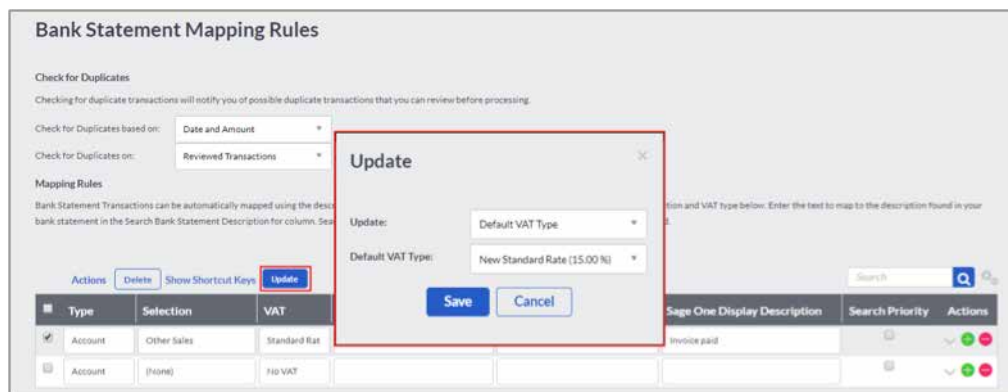 Bank Statement Mapping Rules
Check for Duplicates
Checking for duplicate transactions will notify you of possible duplicate transactions that you can review before processing.
Check for Duplicates based on: Date and Amount
Check for Duplicates on: Reviewed Transactions
Update
Update: Default VAT Type
Default VAT Type: New Standard Rate (15.00 %)
Save Cancel
Mapping Rules
Bank Statement Transactions can be automatically mapped using the desc tion and VAT type below. Enter the text to map to the description found in your
bank statement in the Search Bank Statement Description for column. Sea d.
Actions Delete Show Shortcut Keys Update Search
Type Selection VAT Sage One Display Description Search Priority Actions
Account Other Sales Standard Rat Invoice paid
Account (None) No VAT